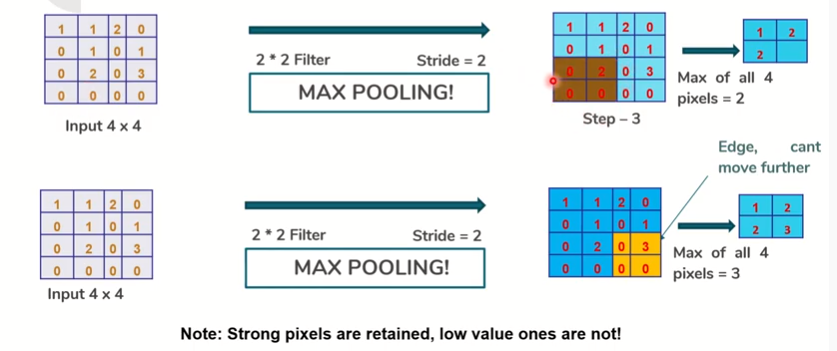 1 1 2 0
0 1 0 1
0 2 0 3
0 0 0 0
Input 4 x 4
2 * 2 Filter Stride = 2
MAX POOLING!
1 1 2 0
0 1 0 1
0 2 0 3
0 0 0 0
Step – 3
1 2
2
Max of all 4
pixels = 2
Edge, cant
move further
1 1 2 0
0 1 0 1
0 2 0 3
0 0 0 0
Input 4 x 4
2 * 2 Filter Stride = 2
MAX POOLING!
1 1 2 0
0 1 0 1
0 2 0 3
0 0 0 0
1 2
2 3
Max of all 4
pixels = 3
Note: Strong pixels are retained, low value ones are not!